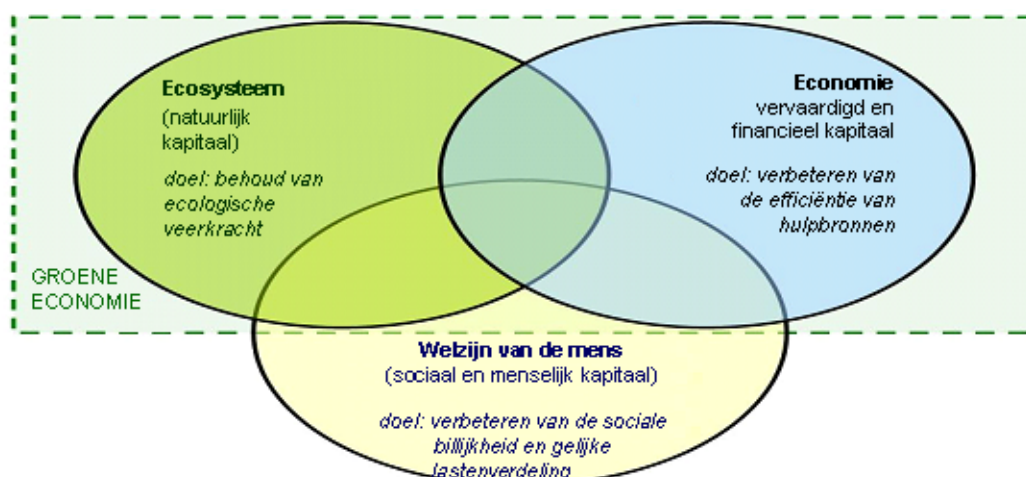 Ecosysteem
(natuurlijk
kapitaal)
doel: behoud van
ecologische
veerkracht
Economie
vervaardigd en
financieel kapitaal
doel: verbeteren van
de efficiëntie van
hulpbronnen
GROENE
ECONOMIE
Welzijn van de mens
(sociaal en menselijk kapitaal)
doel: verbeteren van de sociale
billijkheid en gelijke
lastenverdeling